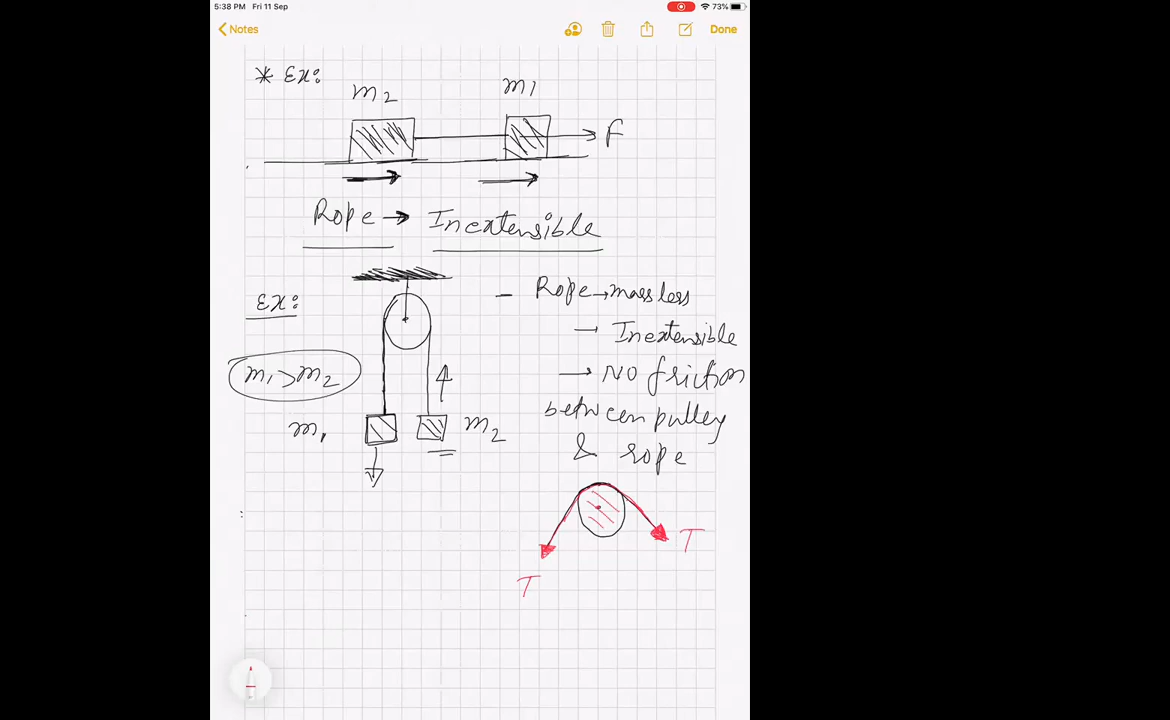 5:38 PM Fri 11 Sep
73%
Notes
Done
* Ex:
m2
m1
F
Rope → Inextensible
Ex:
m1>m2
m1
m2
- Rope → massless
→ Inextensible
→ No friction
between pulley
& rope
T
T